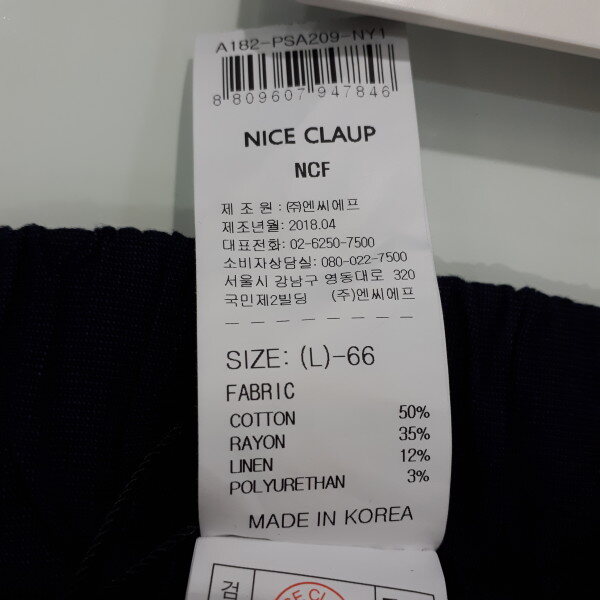 A182-PSA209-NY1
8 809607 947846
NICE CLAUP
NCF
제 조 원 : (주)엔씨에프
제조년월: 2018.04
대표전화: 02-6250-7500
소비자상담실: 080-022-7500
서울시 강남구 영동대로 320
국민제2빌딩 (주)엔씨에프
SIZE: (L)-66
FABRIC
COTTON 50%
RAYON 35%
LINEN 12%
POLYURETHAN 3%
MADE IN KOREA
검